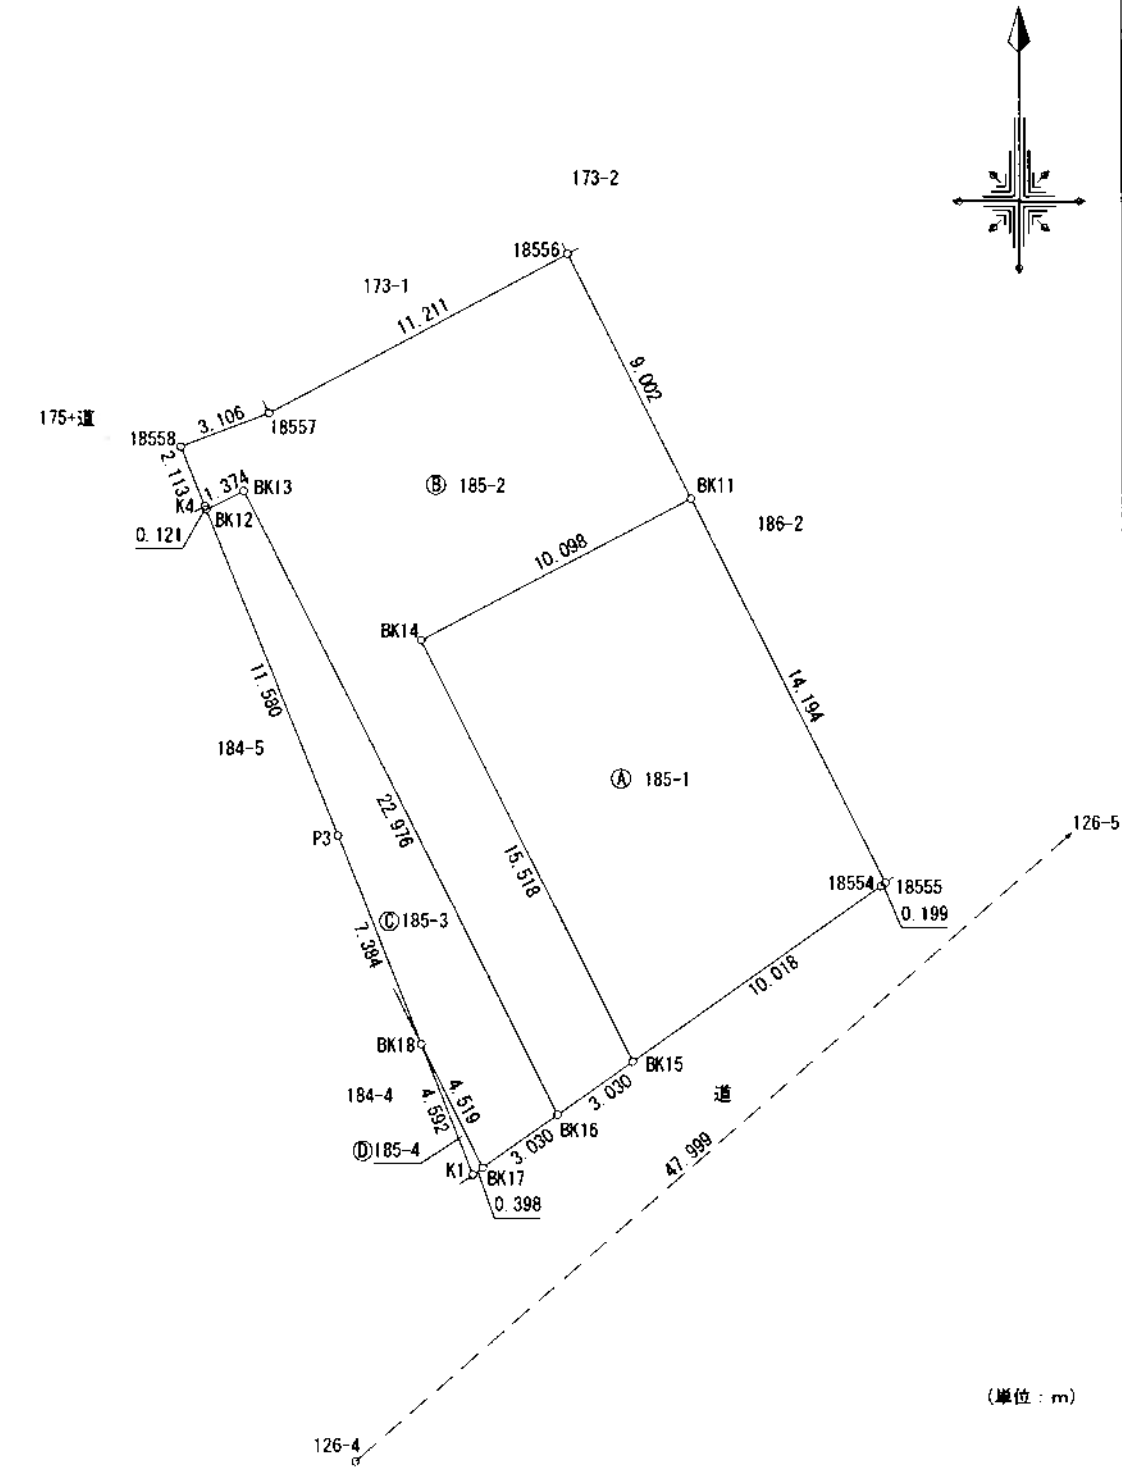 173-2
18556
173-1
11.211
9.002
175+道
3.106
18557
18558
2.113
1.374
BK13
Ⓑ 185-2
BK11
K4
BK12
0.121
186-2
10.098
BK14
11.580
14.194
184-5
Ⓐ 185-1
22.976
126-5
P3
15.518
18554
18555
0.199
Ⓒ185-3
7.384
10.018
BK18
BK15
184-4
4.519
4.592
3.030
道
BK16
3.030
Ⓓ185-4
47.999
K1
BK17
0.398
(単位:m)
126-4